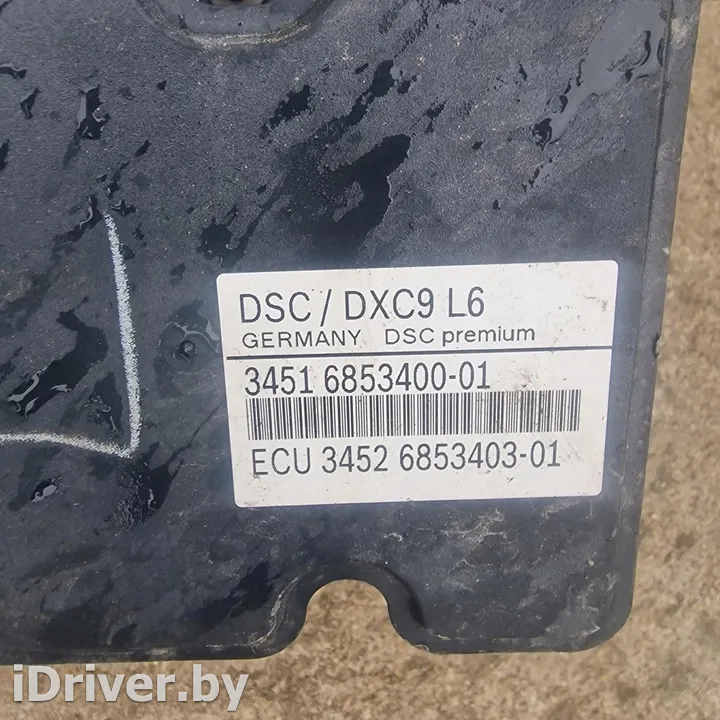 DSC / DXC9 L6
GERMANY DSC premium
3451 6853400-01
ECU 3452 6853403-01
iDriver.by